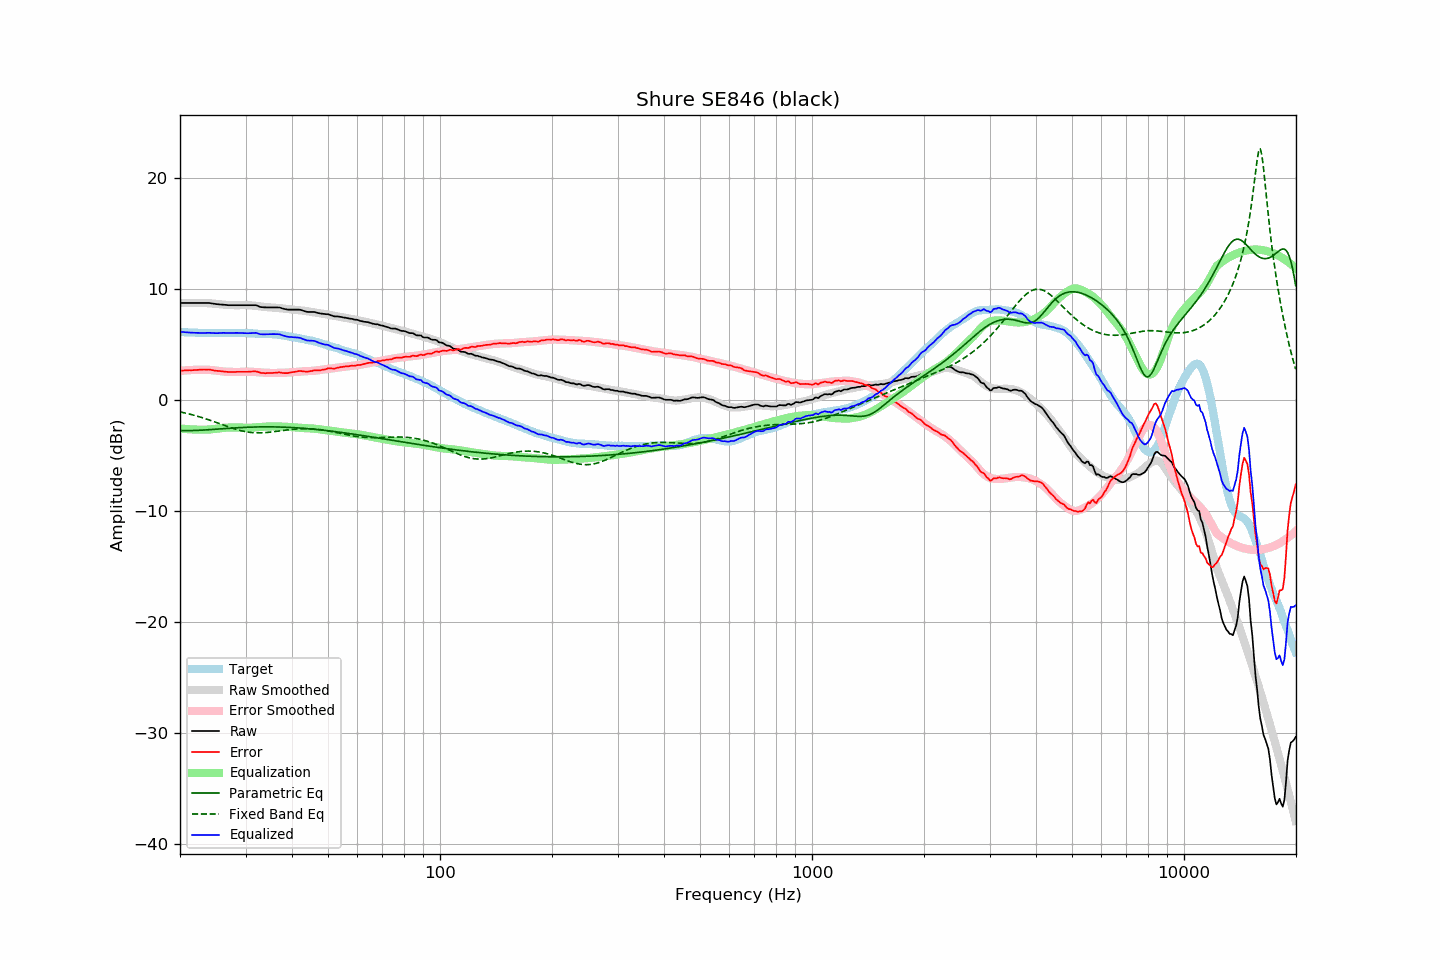 Shure SE846 (black)
20
10
0
−10
−20
−30
−40
Amplitude (dBr)
Target
Raw Smoothed
Error Smoothed
Raw
Error
Equalization
Parametric Eq
Fixed Band Eq
Equalized
100 1000 10000
Frequency (Hz)